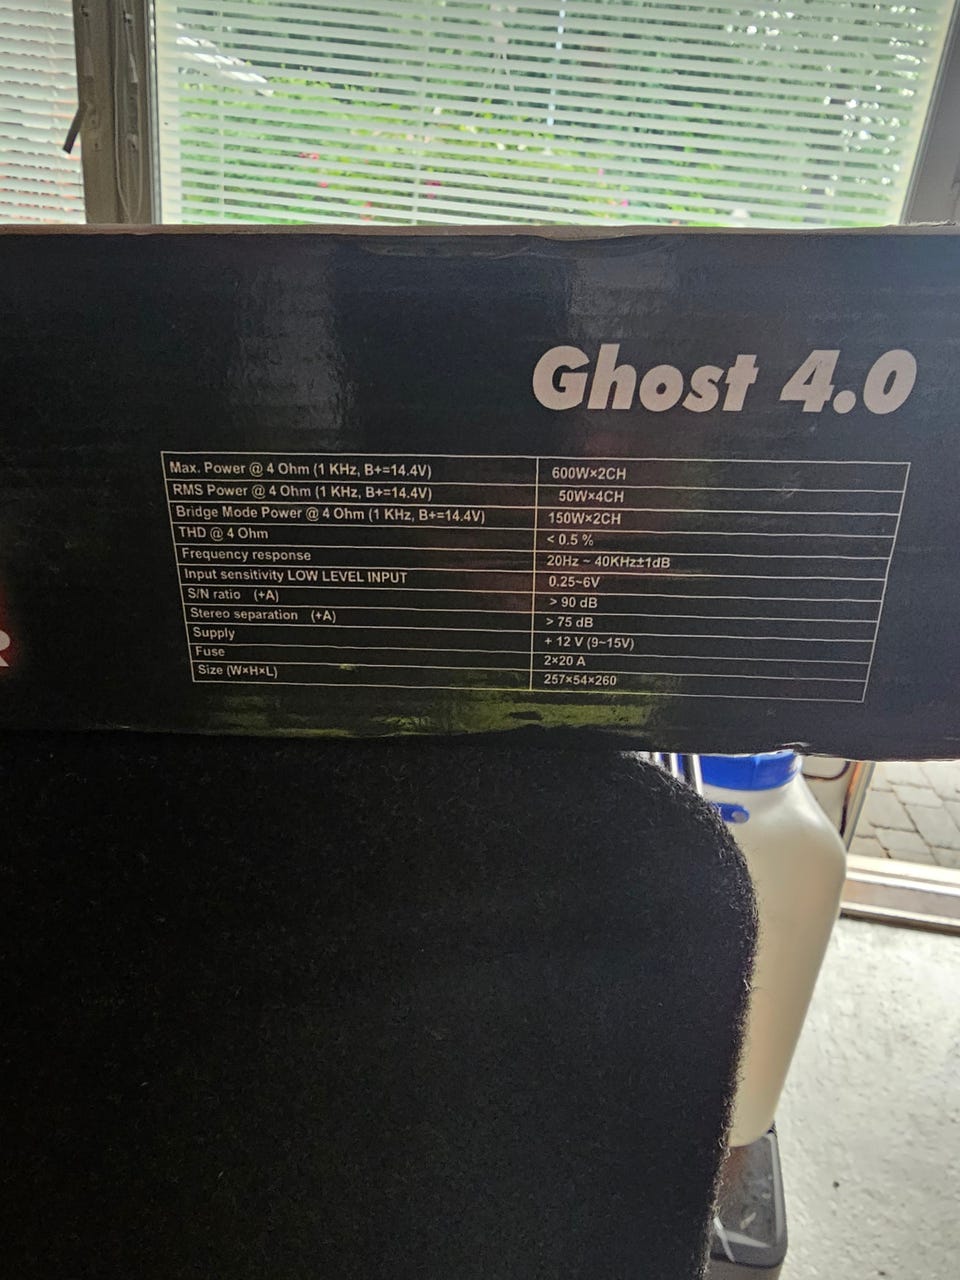 Ghost 4.0
Max. Power @ 4 Ohm (1 KHz, B+=14.4V) 600W×2CH
RMS Power @ 4 Ohm (1 KHz, B+=14.4V) 50W×4CH
Bridge Mode Power @ 4 Ohm (1 KHz, B+=14.4V) 150W×2CH
THD @ 4 Ohm < 0.5 %
Frequency response 20Hz ~ 40KHz±1dB
Input sensitivity LOW LEVEL INPUT 0.25~6V
S/N ratio (+A) > 90 dB
Stereo separation (+A) > 75 dB
Supply + 12 V (9~15V)
Fuse 2×20 A
Size (W×H×L) 257×54×260
R